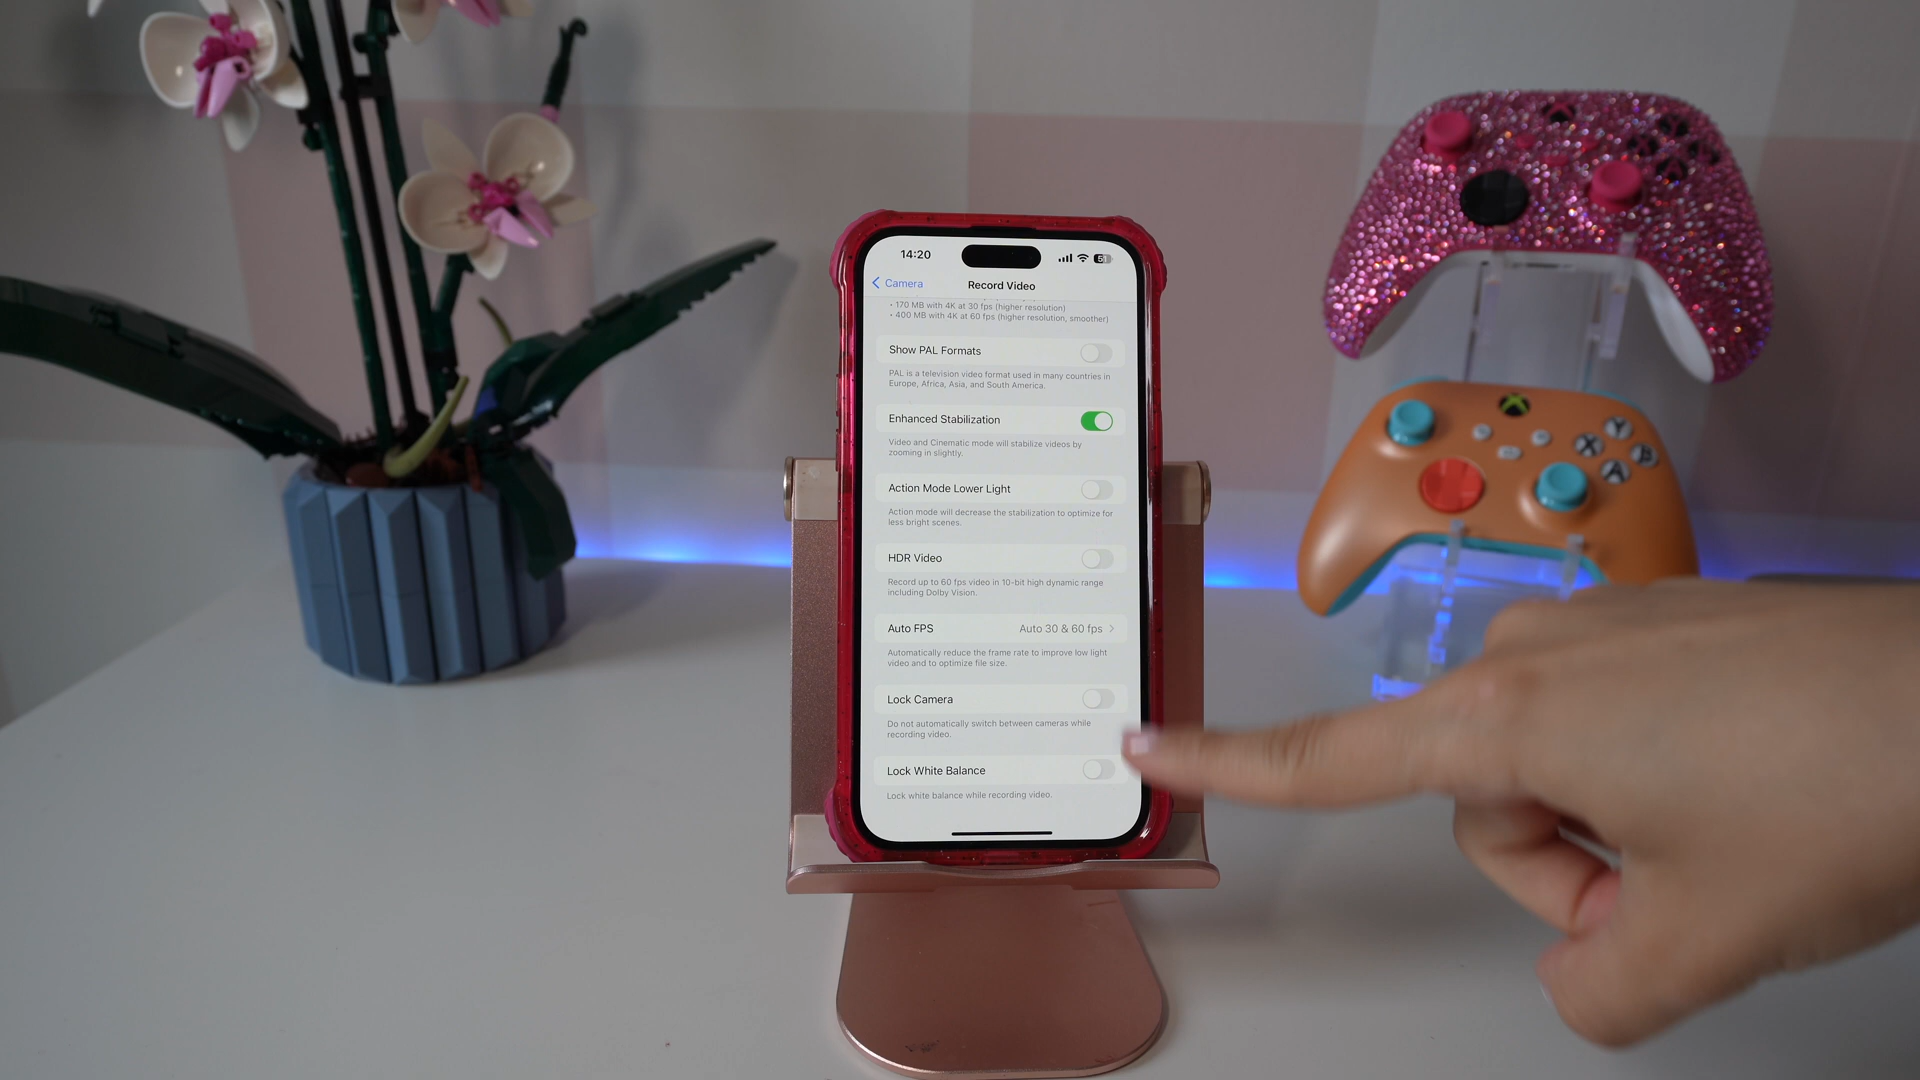 14:20
51
Camera
Record Video
• 170 MB with 4K at 30 fps (higher resolution)
• 400 MB with 4K at 60 fps (higher resolution, smoother)
Show PAL Formats
PAL is a television video format used in many countries in
Europe, Africa, Asia, and South America.
Enhanced Stabilization
Video and Cinematic mode will stabilize videos by
zooming in slightly.
Action Mode Lower Light
Action mode will decrease the stabilization to optimize for
less bright scenes.
HDR Video
Record up to 60 fps video in 10-bit high dynamic range
including Dolby Vision.
Auto FPS Auto 30 & 60 fps
Automatically reduce the frame rate to improve low light
video and to optimize file size.
Lock Camera
Do not automatically switch between cameras while
recording video.
Lock White Balance
Lock white balance while recording video.
Y
X B
A